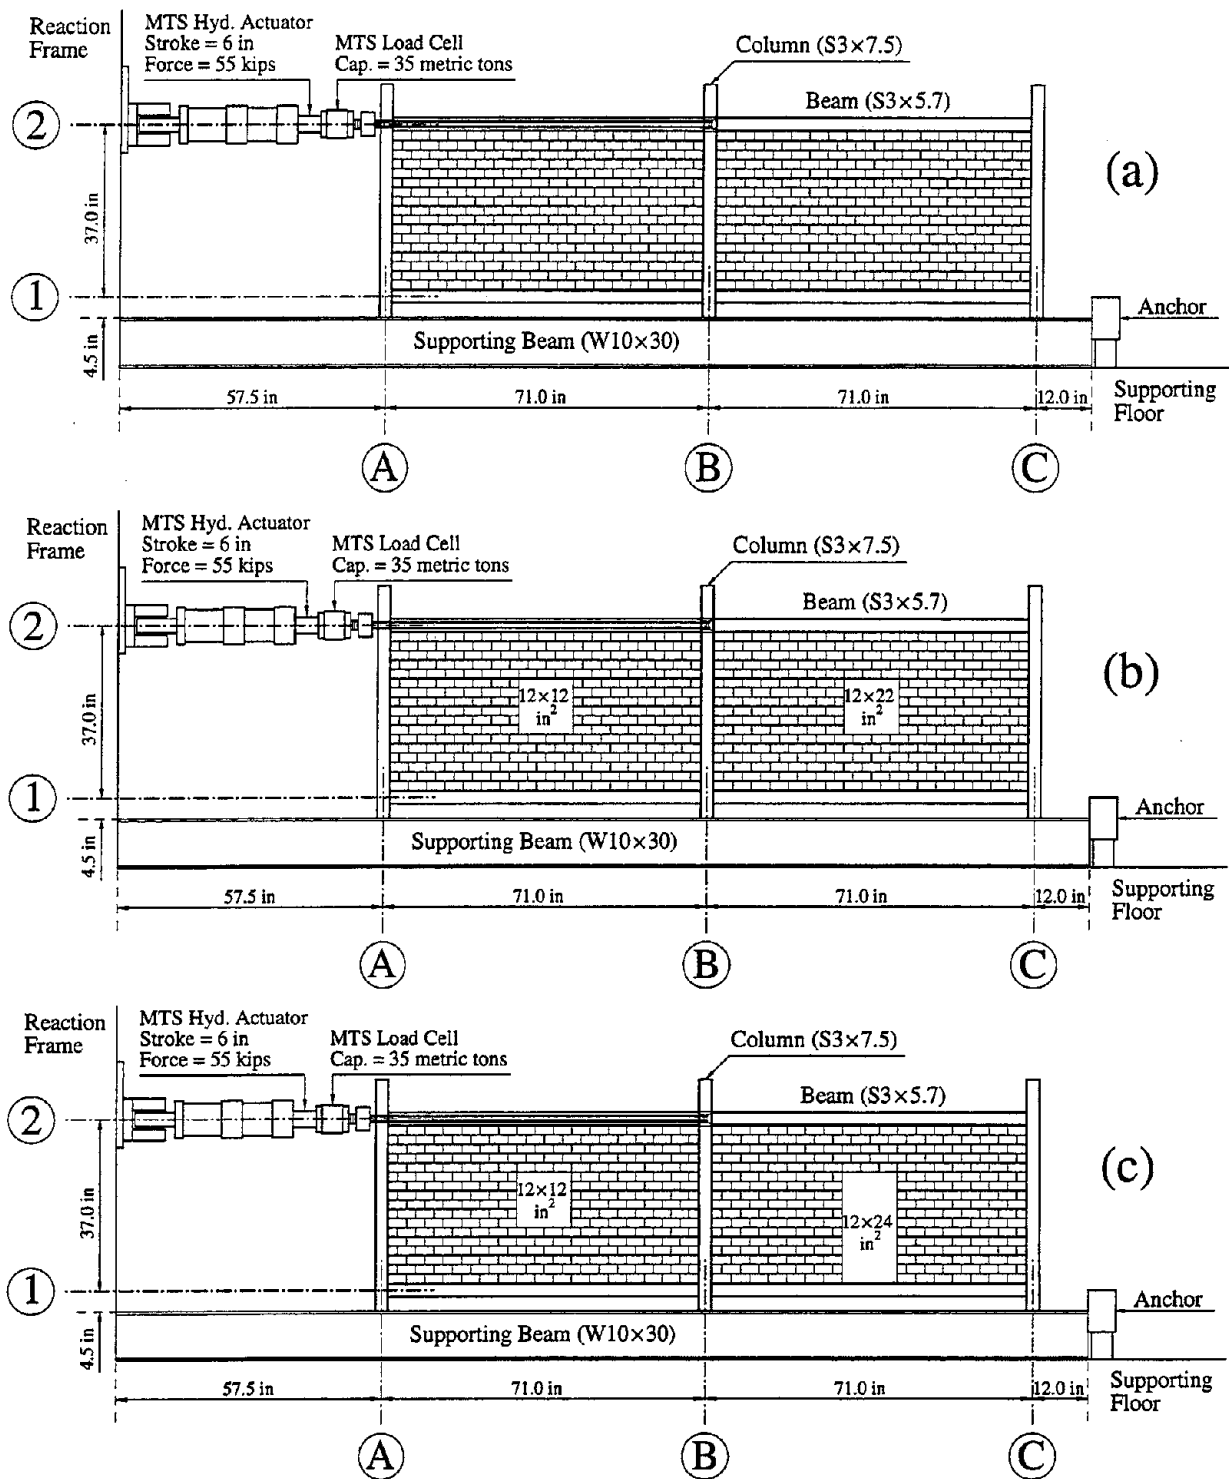 Reaction
Frame
MTS Hyd. Actuator
Stroke = 6 in
Force = 55 kips
MTS Load Cell
Cap. = 35 metric tons
Column (S3×7.5)
Beam (S3×5.7)
2
37.0 in
(a)
1
4.5 in
Supporting Beam (W10×30)
Anchor
Supporting
Floor
57.5 in
71.0 in
71.0 in
12.0 in
A
B
C
Reaction
Frame
MTS Hyd. Actuator
Stroke = 6 in
Force = 55 kips
MTS Load Cell
Cap. = 35 metric tons
Column (S3×7.5)
Beam (S3×5.7)
2
37.0 in
12×12
in²
12×22
in²
(b)
1
4.5 in
Supporting Beam (W10×30)
Anchor
Supporting
Floor
57.5 in
71.0 in
71.0 in
12.0 in
A
B
C
Reaction
Frame
MTS Hyd. Actuator
Stroke = 6 in
Force = 55 kips
MTS Load Cell
Cap. = 35 metric tons
Column (S3×7.5)
Beam (S3×5.7)
2
37.0 in
12×12
in²
12×24
in²
(c)
1
4.5 in
Supporting Beam (W10×30)
Anchor
Supporting
Floor
57.5 in
71.0 in
71.0 in
12.0 in
A
B
C